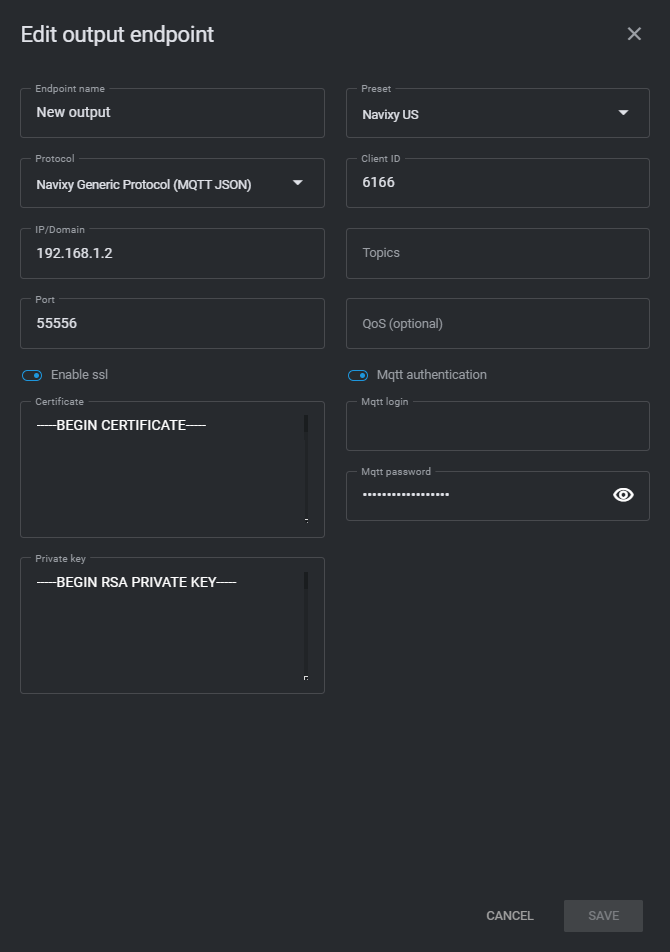 Edit output endpoint
Endpoint name
New output
Preset
Navixy US
Protocol
Navixy Generic Protocol (MQTT JSON)
Client ID
6166
IP/Domain
192.168.1.2
Topics
Port
55556
QoS (optional)
Enable ssl
Mqtt authentication
Certificate
-----BEGIN CERTIFICATE-----
Mqtt login
Mqtt password
••••••••••••••••••
Private key
-----BEGIN RSA PRIVATE KEY-----
CANCEL
SAVE